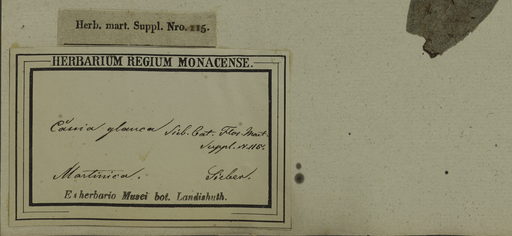 Herb. mart. Suppl. Nro. 115.
HERBARIUM REGIUM MONACENSE.
Cassia glauca Sieb. Cat. Flor. Mart.
Suppl. N. 115.
Martinica. Sieber.
E herbario Musei bot. Landishuth.